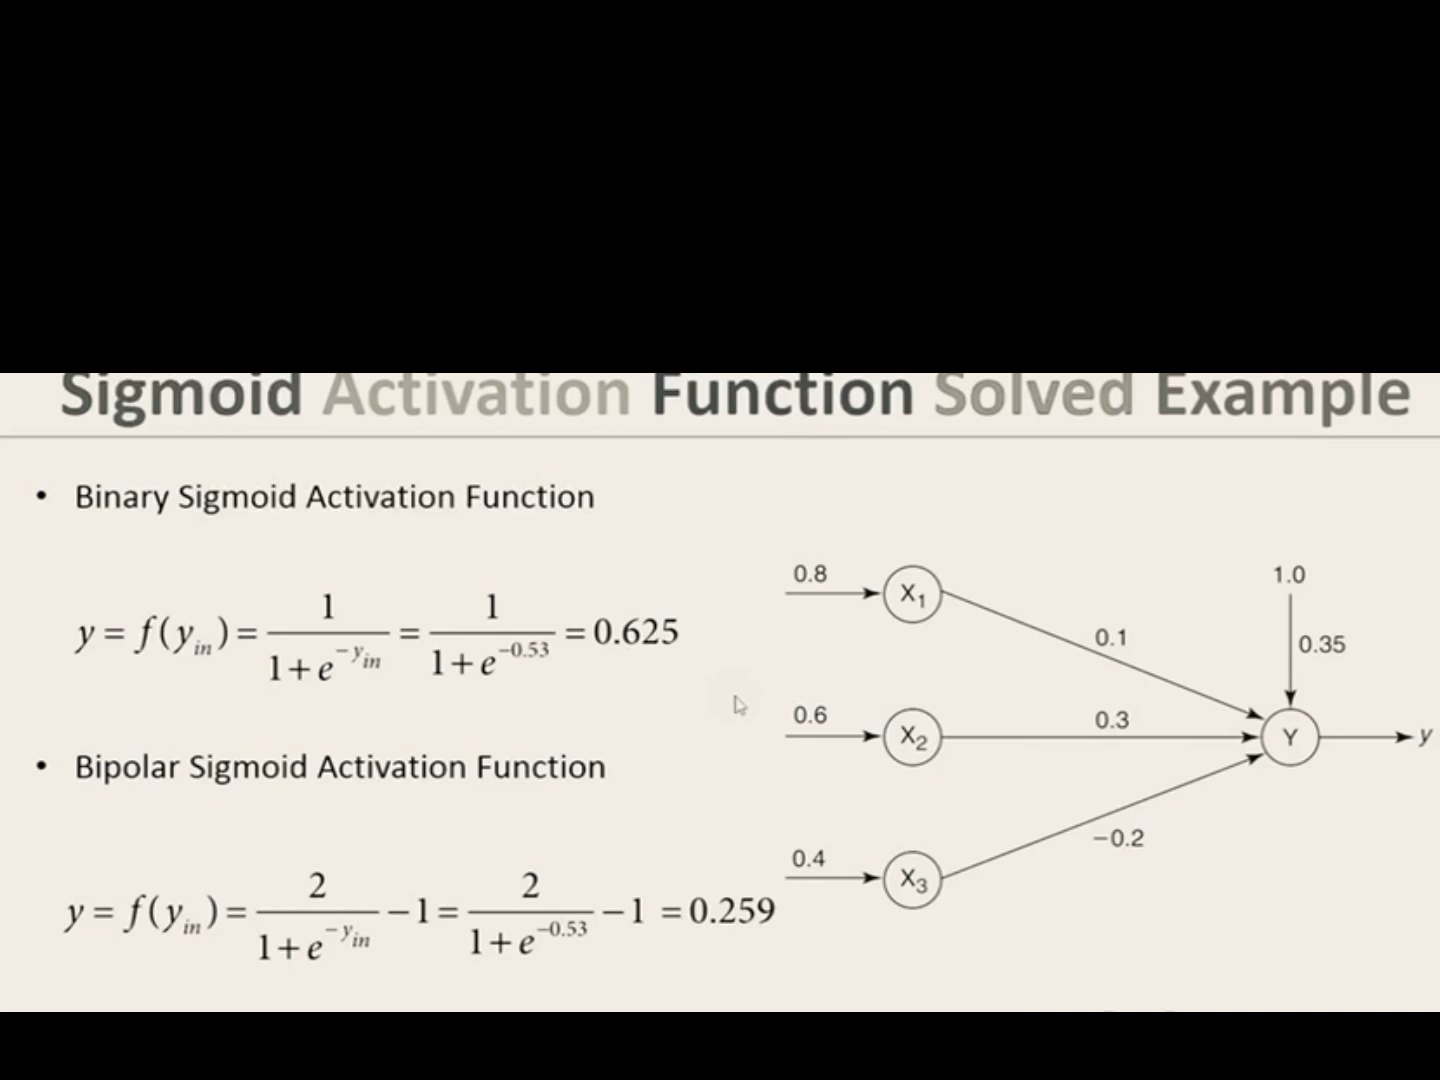 Sigmoid Activation Function Solved Example
• Binary Sigmoid Activation Function
y = f(y_in) = 1/(1+e^(-y_in)) = 1/(1+e^(-0.53)) = 0.625
• Bipolar Sigmoid Activation Function
y = f(y_in) = 2/(1+e^(-y_in)) - 1 = 2/(1+e^(-0.53)) - 1 = 0.259
0.8
X₁
0.1
1.0
0.35
0.6
X₂
0.3
Y
y
0.4
X₃
−0.2